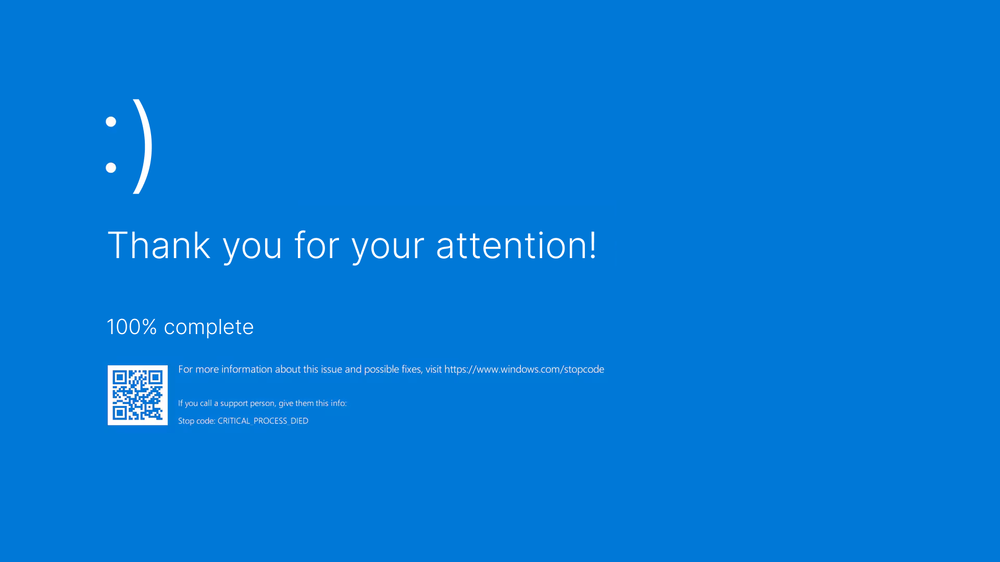 :)
Thank you for your attention!
100% complete
For more information about this issue and possible fixes, visit https://www.windows.com/stopcode
If you call a support person, give them this info:
Stop code: CRITICAL_PROCESS_DIED